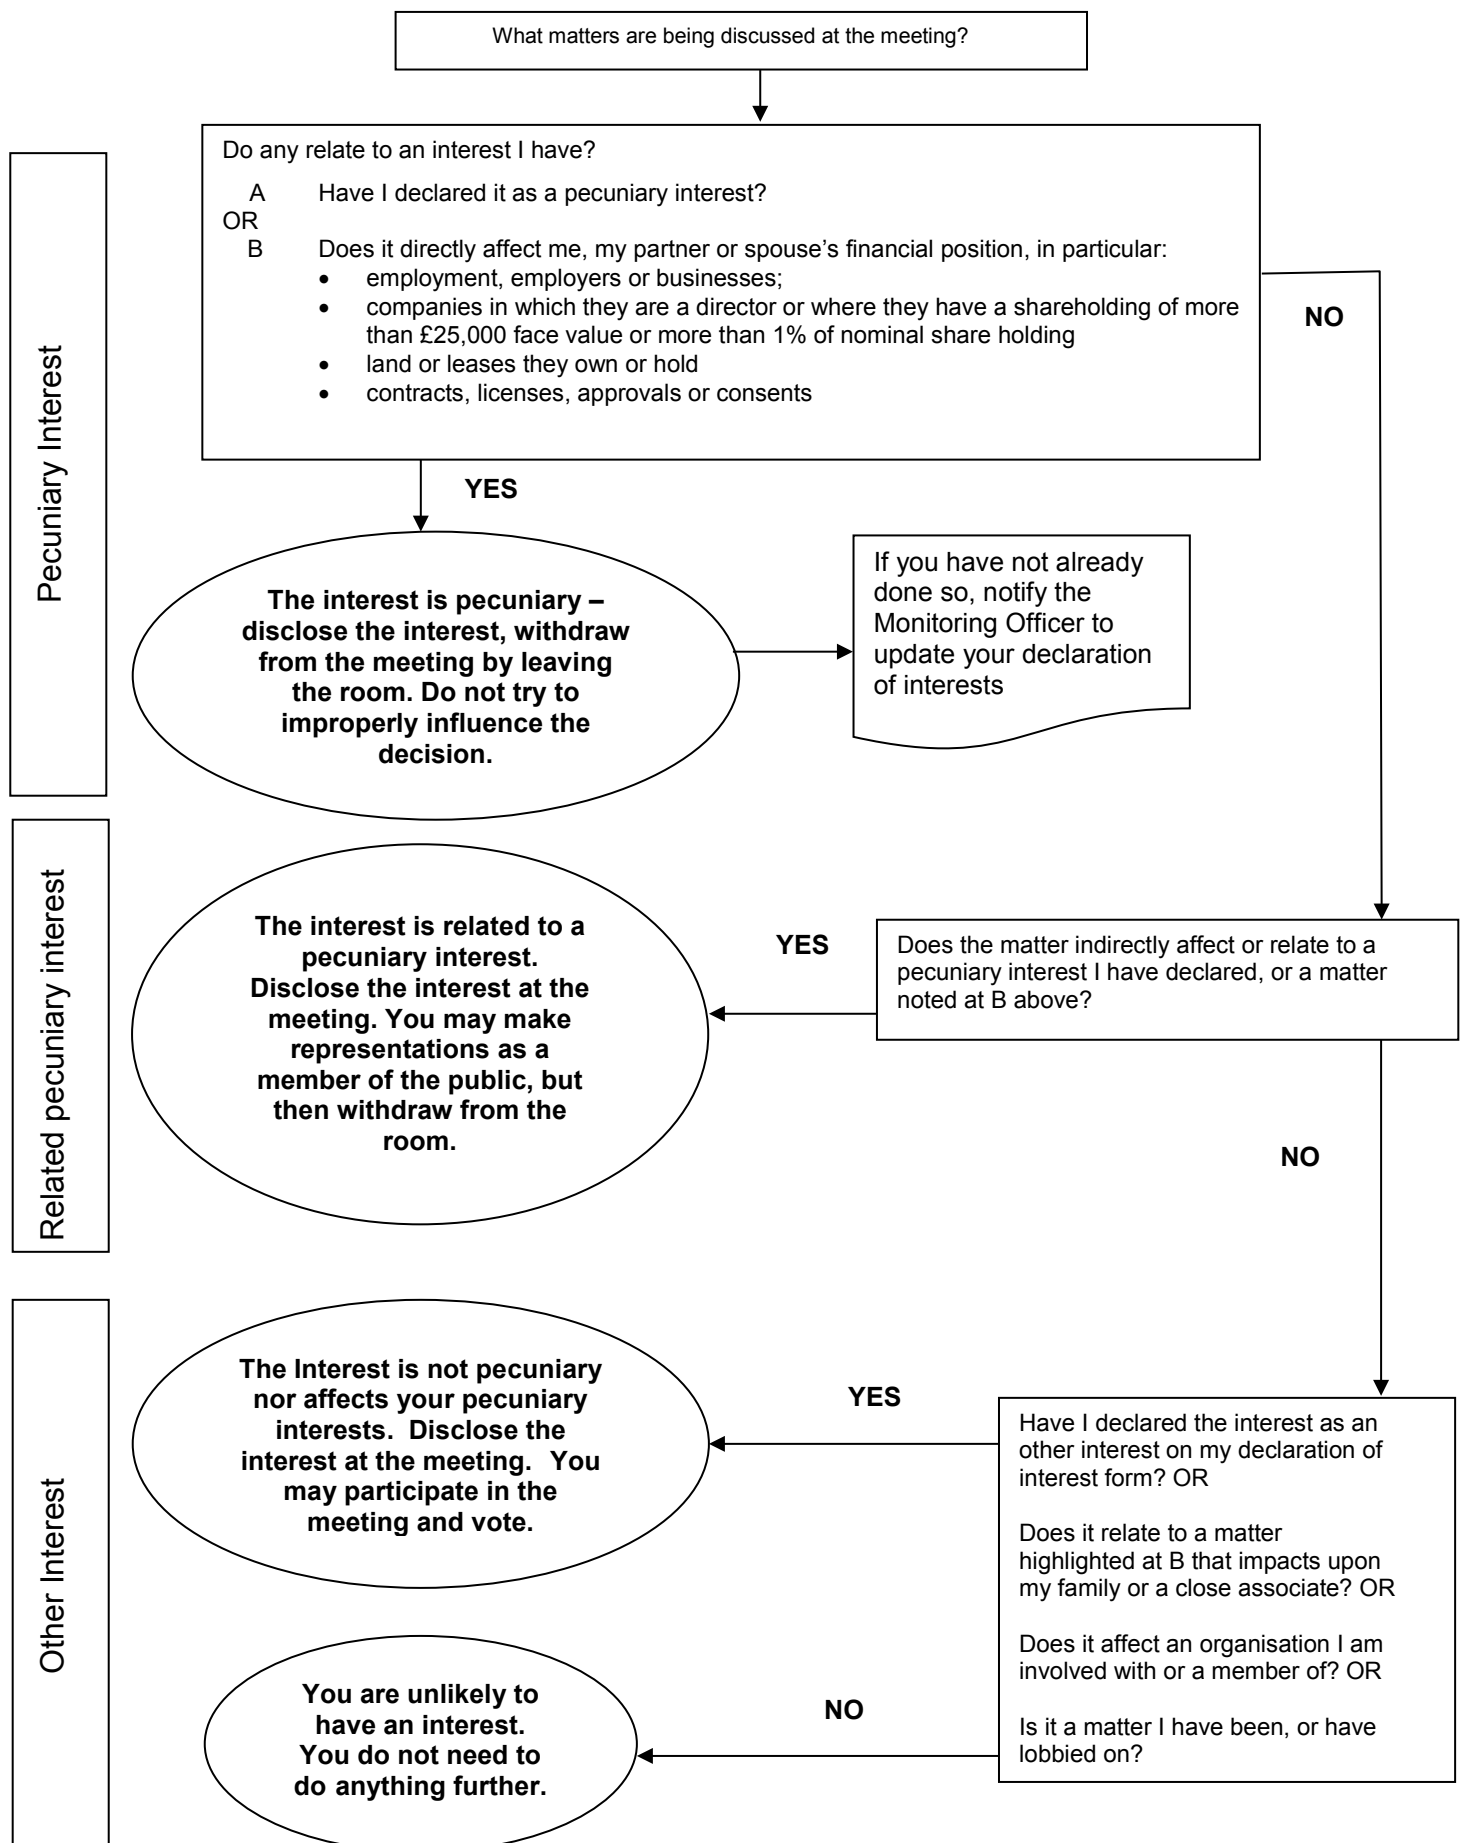 What matters are being discussed at the meeting?
Pecuniary Interest
Do any relate to an interest I have?
A Have I declared it as a pecuniary interest?
OR
B Does it directly affect me, my partner or spouse’s financial position, in particular:
• employment, employers or businesses;
• companies in which they are a director or where they have a shareholding of more
than £25,000 face value or more than 1% of nominal share holding
• land or leases they own or hold
• contracts, licenses, approvals or consents
NO
YES
The interest is pecuniary –
disclose the interest, withdraw
from the meeting by leaving
the room. Do not try to
improperly influence the
decision.
If you have not already
done so, notify the
Monitoring Officer to
update your declaration
of interests
Related pecuniary interest
The interest is related to a
pecuniary interest.
Disclose the interest at the
meeting. You may make
representations as a
member of the public, but
then withdraw from the
room.
YES
Does the matter indirectly affect or relate to a
pecuniary interest I have declared, or a matter
noted at B above?
NO
Other Interest
The Interest is not pecuniary
nor affects your pecuniary
interests. Disclose the
interest at the meeting. You
may participate in the
meeting and vote.
YES
Have I declared the interest as an
other interest on my declaration of
interest form? OR
Does it relate to a matter
highlighted at B that impacts upon
my family or a close associate? OR
Does it affect an organisation I am
involved with or a member of? OR
Is it a matter I have been, or have
lobbied on?
NO
You are unlikely to
have an interest.
You do not need to
do anything further.